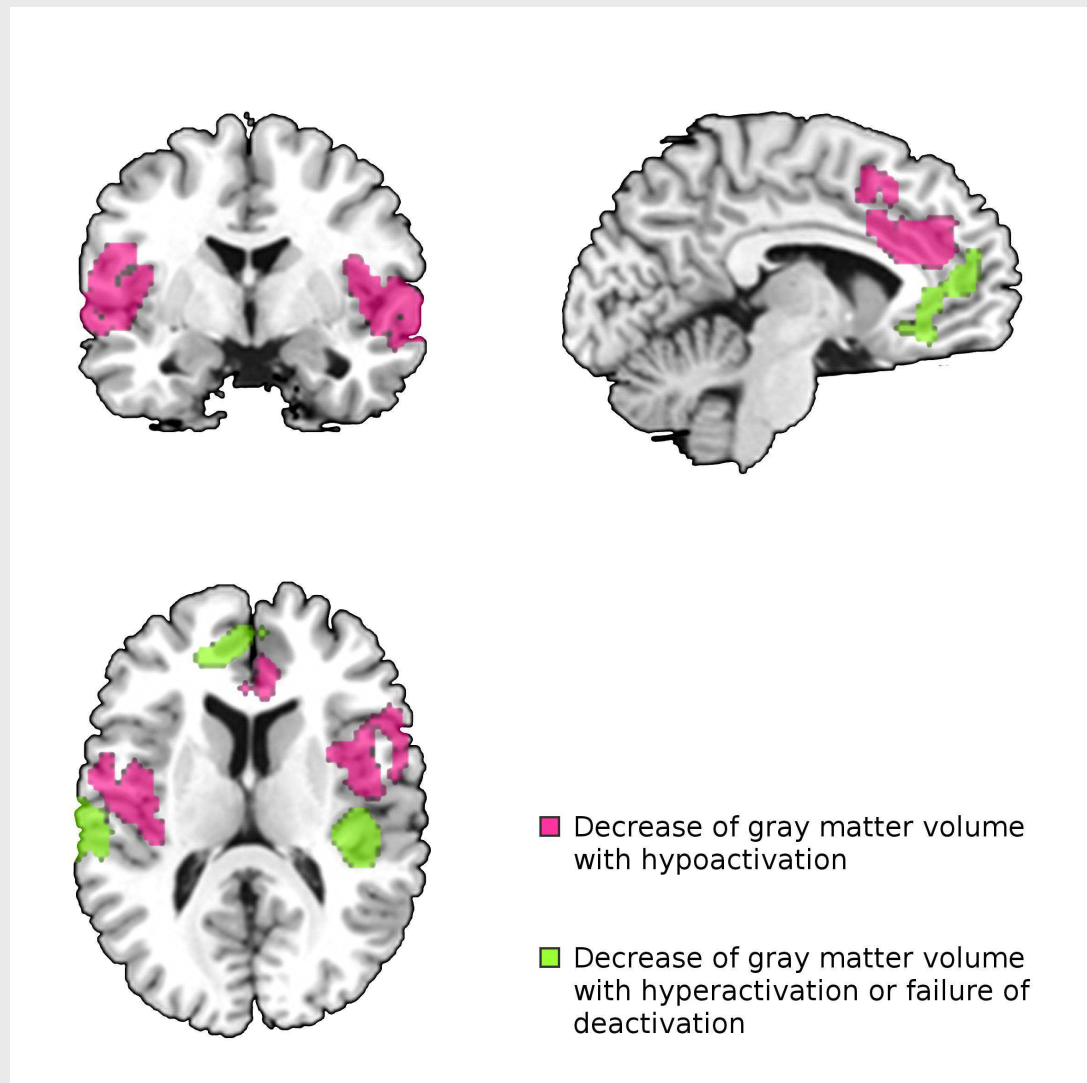 Decrease of gray matter volume
with hypoactivation
Decrease of gray matter volume
with hyperactivation or failure of
deactivation